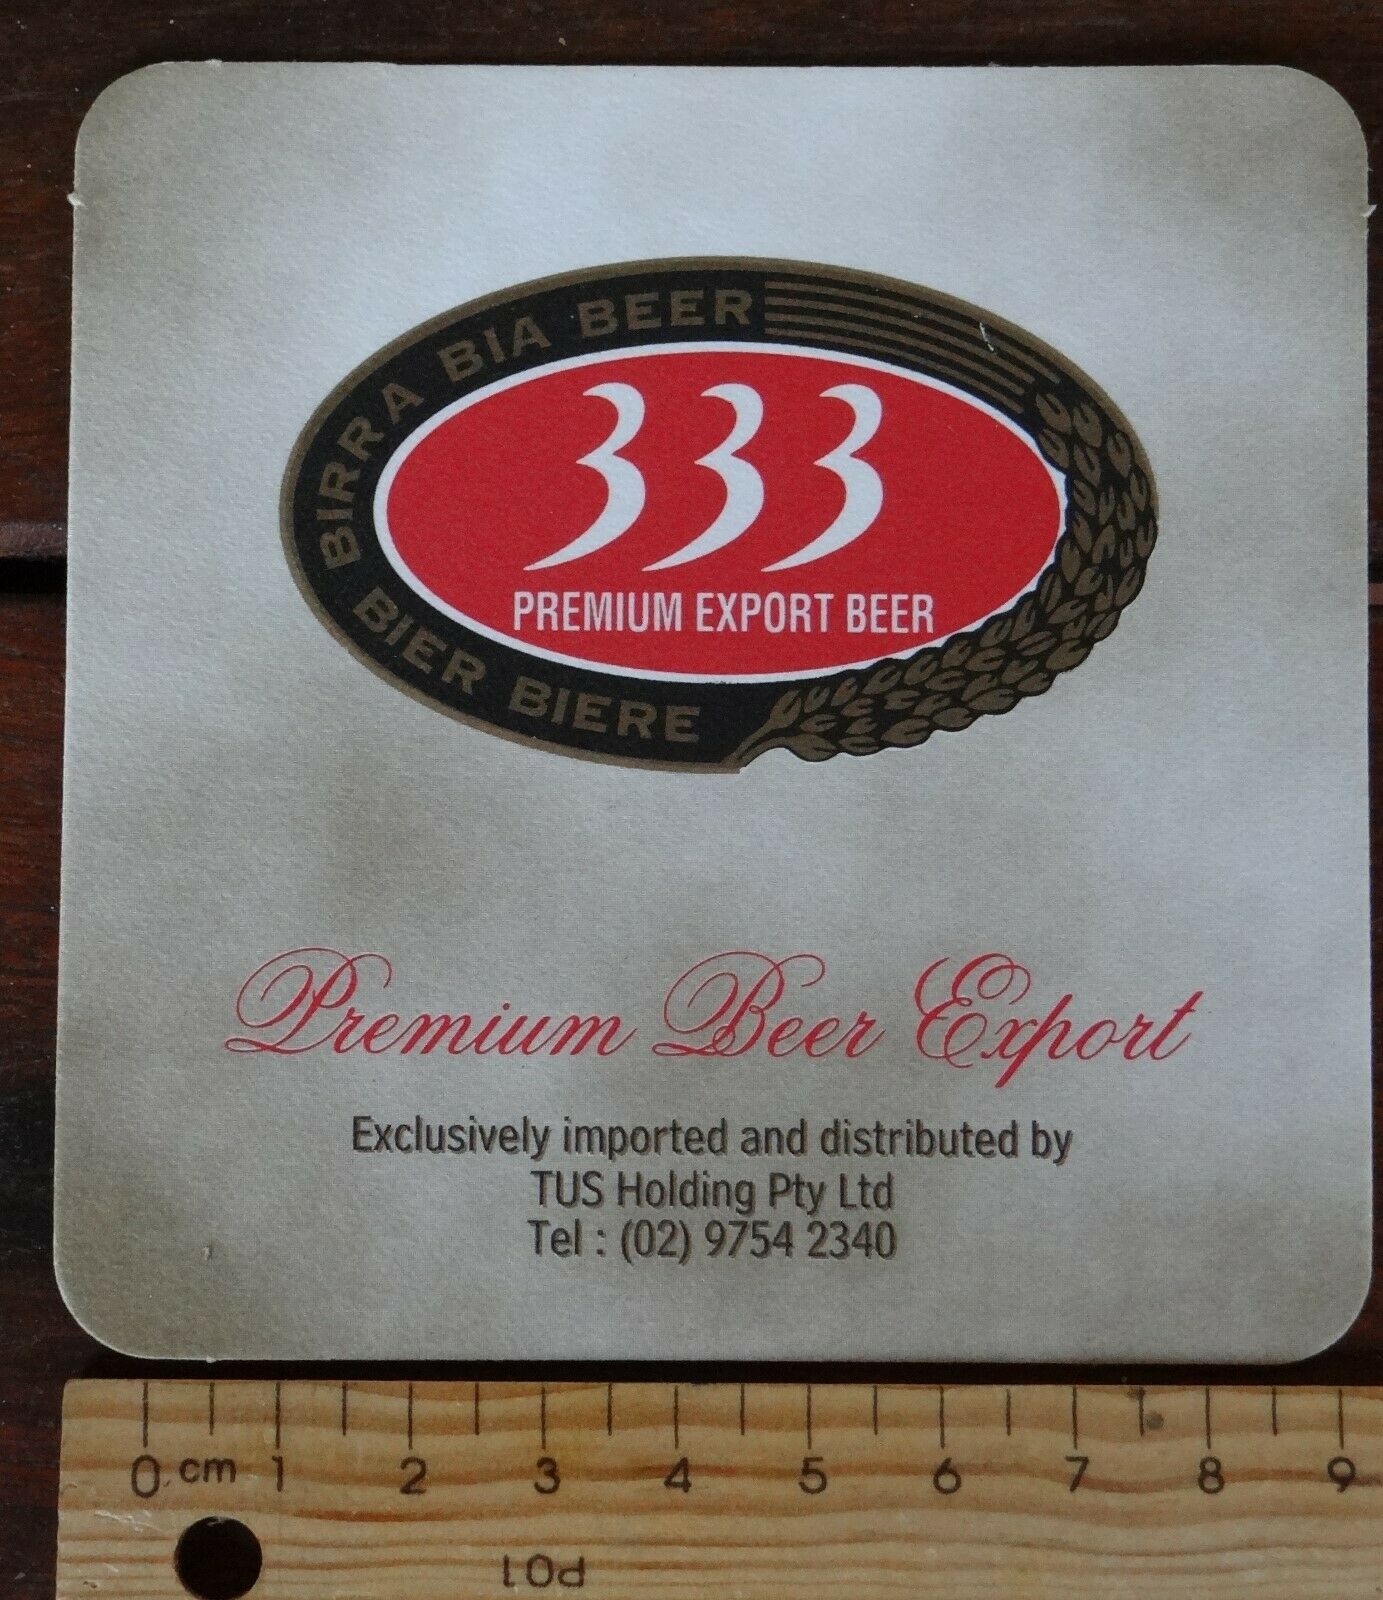 BIRRA BIA BEER
333
PREMIUM EXPORT BEER
BIER BIERE
Premium Beer Export
Exclusively imported and distributed by
TUS Holding Pty Ltd
Tel : (02) 9754 2340
0 cm 1 2 3 4 5 6 7 8 9
P01